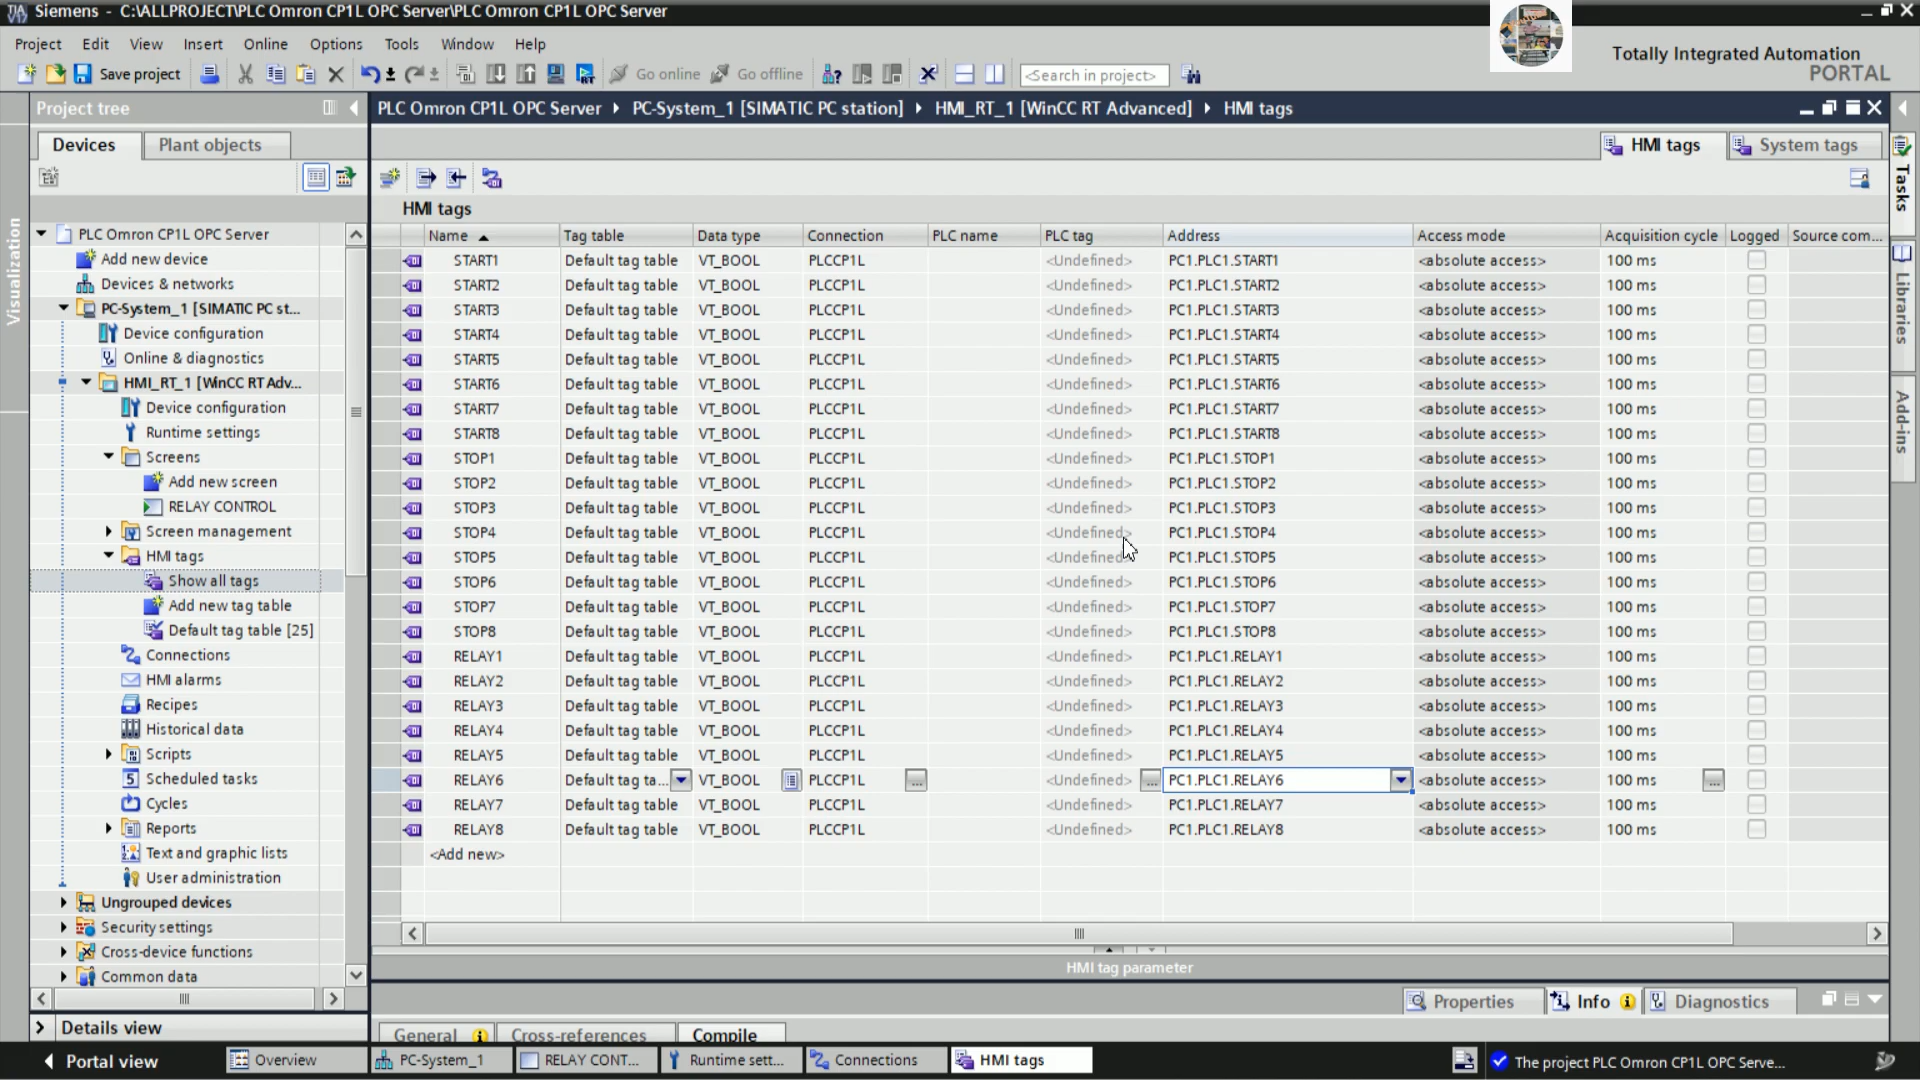 Siemens - C:\ALLPROJECT\PLC Omron CP1L OPC Server\PLC Omron CP1L OPC Server
Project Edit View Insert Online Options Tools Window Help
Totally Integrated Automation
PORTAL
Save project Go online Go offline <Search in project>
Project tree
PLC Omron CP1L OPC Server PC-System_1 [SIMATIC PC station] HMI_RT_1 [WinCC RT Advanced] HMI tags
Devices Plant objects
HMI tags System tags
Visualization
Tasks
Libraries
Add-ins
PLC Omron CP1L OPC Server
Add new device
Devices & networks
PC-System_1 [SIMATIC PC st...
Device configuration
Online & diagnostics
HMI_RT_1 [WinCC RT Adv...
Device configuration
Runtime settings
Screens
Add new screen
RELAY CONTROL
Screen management
HMI tags
Show all tags
Add new tag table
Default tag table [25]
Connections
HMI alarms
Recipes
Historical data
Scripts
Scheduled tasks
Cycles
Reports
Text and graphic lists
User administration
Ungrouped devices
Security settings
Cross-device functions
Common data
Details view
HMI tags
Name Tag table Data type Connection PLC name PLC tag Address Access mode Acquisition cycle Logged Source com...
START1 Default tag table VT_BOOL PLCCP1L <Undefined> PC1.PLC1.START1 <absolute access> 100 ms
START2 Default tag table VT_BOOL PLCCP1L <Undefined> PC1.PLC1.START2 <absolute access> 100 ms
START3 Default tag table VT_BOOL PLCCP1L <Undefined> PC1.PLC1.START3 <absolute access> 100 ms
START4 Default tag table VT_BOOL PLCCP1L <Undefined> PC1.PLC1.START4 <absolute access> 100 ms
START5 Default tag table VT_BOOL PLCCP1L <Undefined> PC1.PLC1.START5 <absolute access> 100 ms
START6 Default tag table VT_BOOL PLCCP1L <Undefined> PC1.PLC1.START6 <absolute access> 100 ms
START7 Default tag table VT_BOOL PLCCP1L <Undefined> PC1.PLC1.START7 <absolute access> 100 ms
START8 Default tag table VT_BOOL PLCCP1L <Undefined> PC1.PLC1.START8 <absolute access> 100 ms
STOP1 Default tag table VT_BOOL PLCCP1L <Undefined> PC1.PLC1.STOP1 <absolute access> 100 ms
STOP2 Default tag table VT_BOOL PLCCP1L <Undefined> PC1.PLC1.STOP2 <absolute access> 100 ms
STOP3 Default tag table VT_BOOL PLCCP1L <Undefined> PC1.PLC1.STOP3 <absolute access> 100 ms
STOP4 Default tag table VT_BOOL PLCCP1L <Undefined> PC1.PLC1.STOP4 <absolute access> 100 ms
STOP5 Default tag table VT_BOOL PLCCP1L <Undefined> PC1.PLC1.STOP5 <absolute access> 100 ms
STOP6 Default tag table VT_BOOL PLCCP1L <Undefined> PC1.PLC1.STOP6 <absolute access> 100 ms
STOP7 Default tag table VT_BOOL PLCCP1L <Undefined> PC1.PLC1.STOP7 <absolute access> 100 ms
STOP8 Default tag table VT_BOOL PLCCP1L <Undefined> PC1.PLC1.STOP8 <absolute access> 100 ms
RELAY1 Default tag table VT_BOOL PLCCP1L <Undefined> PC1.PLC1.RELAY1 <absolute access> 100 ms
RELAY2 Default tag table VT_BOOL PLCCP1L <Undefined> PC1.PLC1.RELAY2 <absolute access> 100 ms
RELAY3 Default tag table VT_BOOL PLCCP1L <Undefined> PC1.PLC1.RELAY3 <absolute access> 100 ms
RELAY4 Default tag table VT_BOOL PLCCP1L <Undefined> PC1.PLC1.RELAY4 <absolute access> 100 ms
RELAY5 Default tag table VT_BOOL PLCCP1L <Undefined> PC1.PLC1.RELAY5 <absolute access> 100 ms
RELAY6 Default tag ta... VT_BOOL PLCCP1L ... <Undefined> ... PC1.PLC1.RELAY6 <absolute access> 100 ms ...
RELAY7 Default tag table VT_BOOL PLCCP1L <Undefined> PC1.PLC1.RELAY7 <absolute access> 100 ms
RELAY8 Default tag table VT_BOOL PLCCP1L <Undefined> PC1.PLC1.RELAY8 <absolute access> 100 ms
<Add new>
HMI tag parameter
Properties Info Diagnostics
General Cross-references Compile
Portal view Overview PC-System_1 RELAY CONT... Runtime sett... Connections HMI tags The project PLC Omron CP1L OPC Serve...